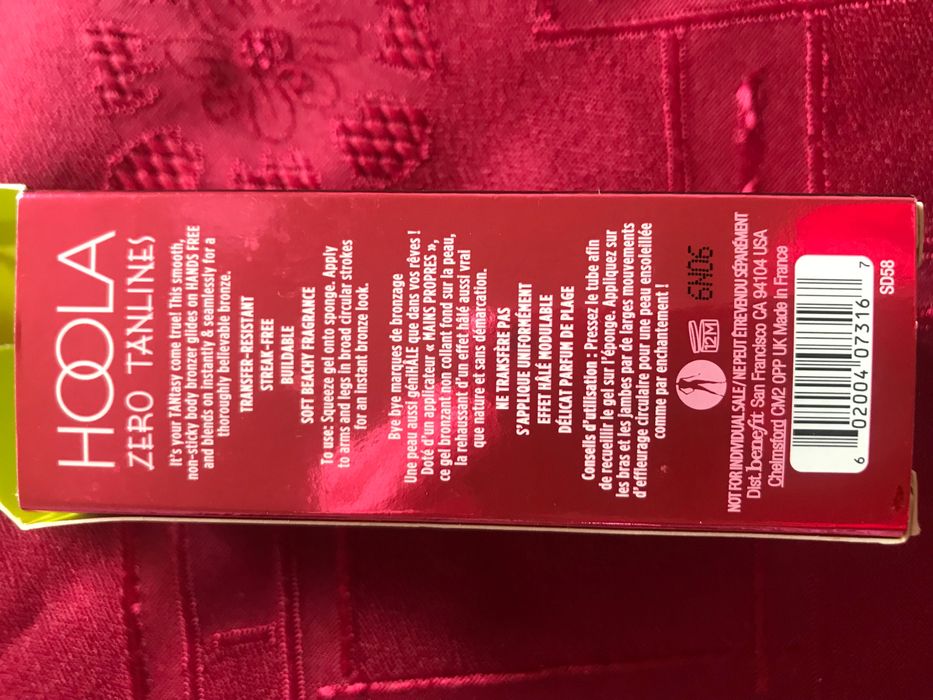 HOOLA
ZERO TANLINES
It's your TANtasy come true! This smooth,
non-sticky body bronzer glides on HANDS FREE
and blends on instantly & seamlessly for a
thoroughly believable bronze.
TRANSFER-RESISTANT
STREAK-FREE
BUILDABLE
SOFT BEACHY FRAGRANCE
To use: Squeeze gel onto sponge. Apply
to arms and legs in broad circular strokes
for an instant bronze look.
Bye bye marques de bronzage
Une peau aussi géniHÂLE que dans vos rêves !
Doté d'un applicateur « MAINS PROPRES »,
ce gel bronzant non collant fond sur la peau,
la rehaussant d'un effet hâlé aussi vrai
que nature et sans démarcation.
NE TRANSFÈRE PAS
S'APPLIQUE UNIFORMÉMENT
EFFET HÂLÉ MODULABLE
DÉLICAT PARFUM DE PLAGE
Conseils d'utilisation : Pressez le tube afin
de recueillir le gel sur l'éponge. Appliquez sur
les bras et les jambes par de larges mouvements
d'effleurage circulaire pour une peau ensoleillée
comme par enchantement !
12M
6N06
NOT FOR INDIVIDUAL SALE/NE PEUT ÊTRE VENDU SÉPARÉMENT
Dist. benefit San Francisco CA 94104 USA
Chelmsford CM2 0PP UK Made In France
6 02004 07316 7
SD58